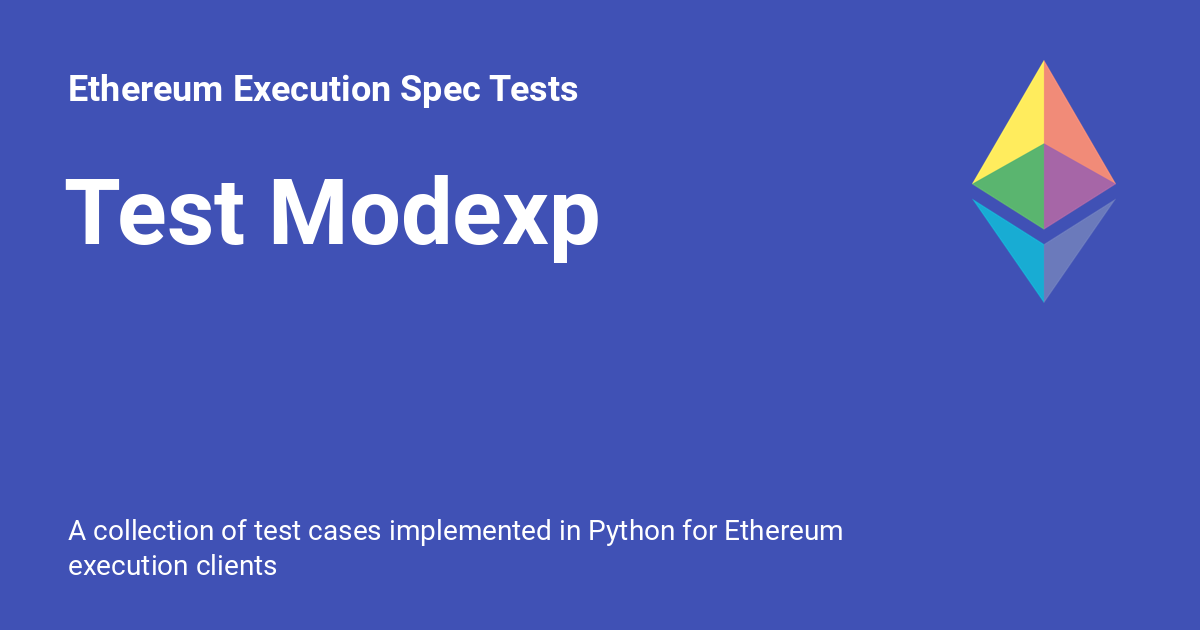 Ethereum Execution Spec Tests
Test Modexp
A collection of test cases implemented in Python for Ethereum
execution clients